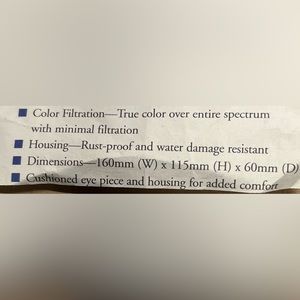 ■ Color Filtration—True color over entire spectrum
with minimal filtration
■ Housing—Rust-proof and water damage resistant
■ Dimensions—160mm (W) x 115mm (H) x 60mm (D)
■ Cushioned eye piece and housing for added comfort